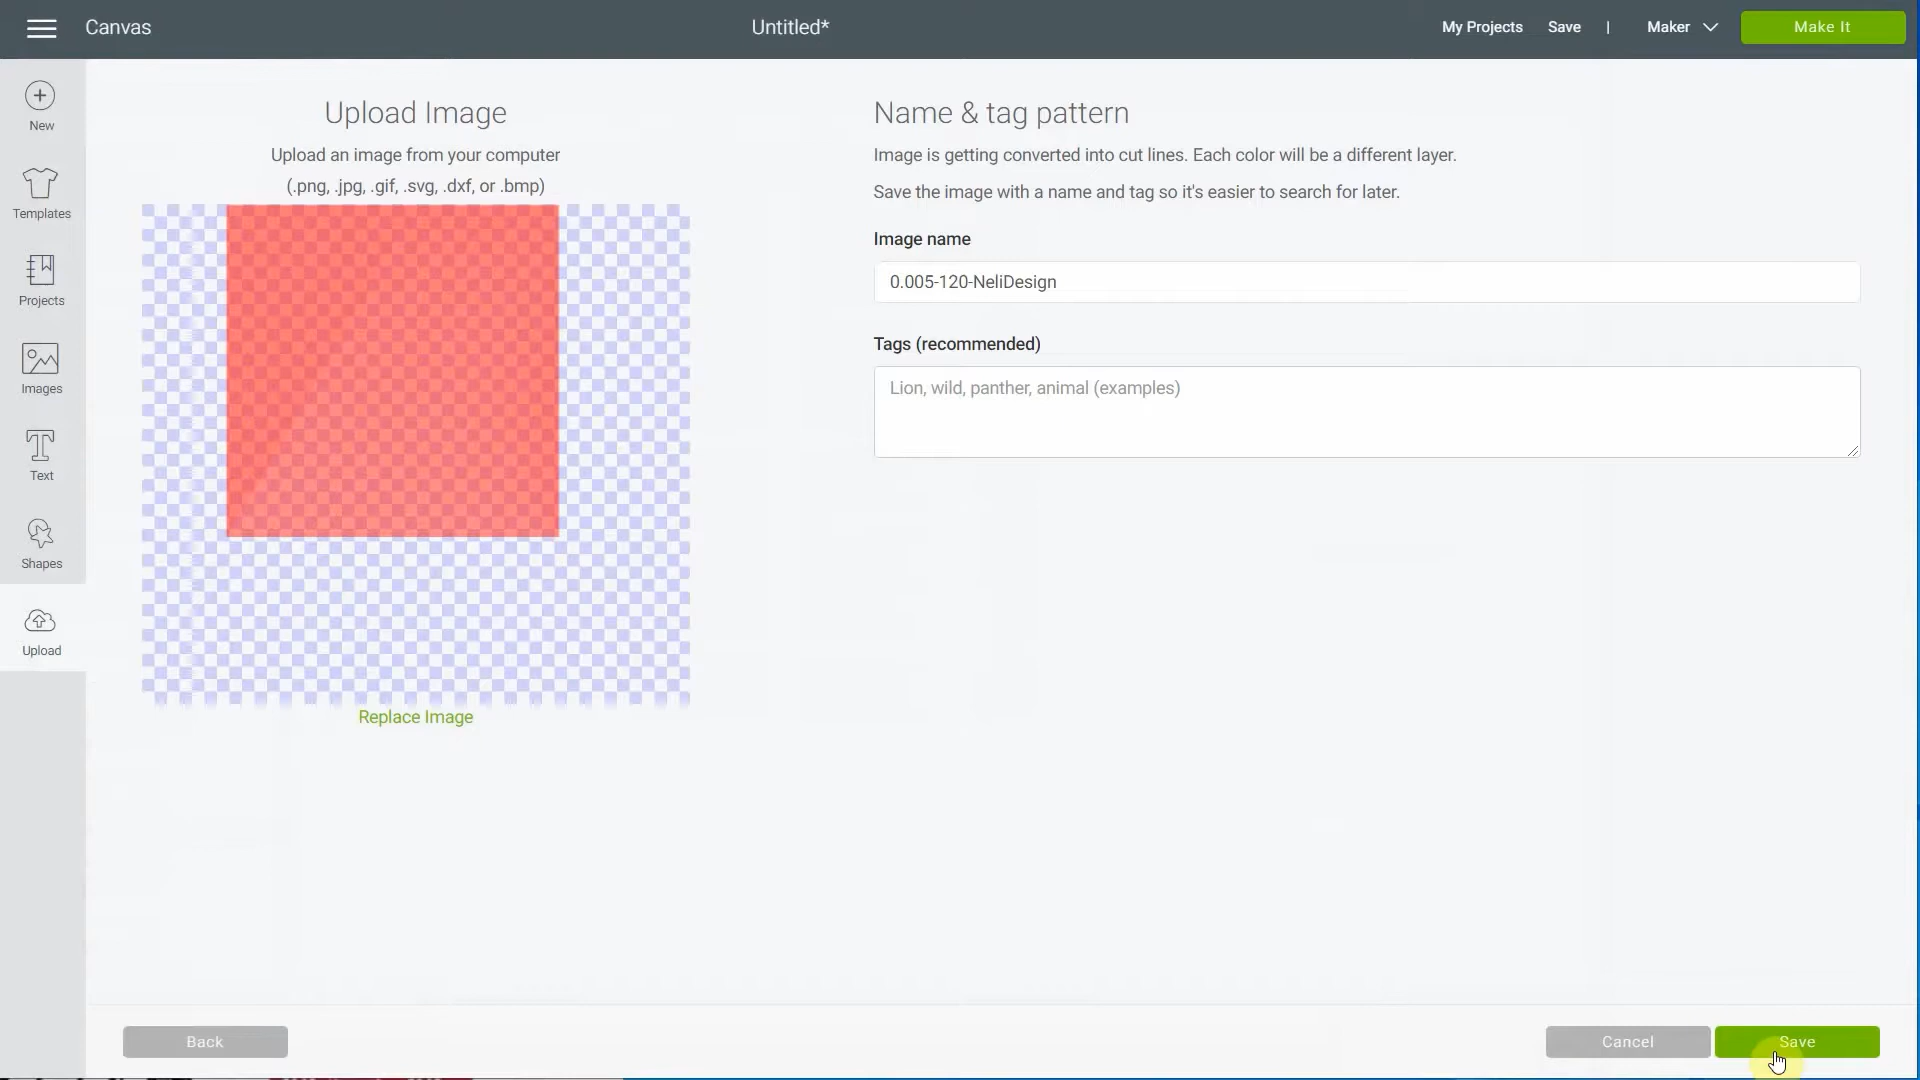 Canvas
Untitled*
My Projects
Save
|
Maker
Make It
New
Templates
Projects
Images
Text
Shapes
Upload
Upload Image
Upload an image from your computer
(.png, .jpg, .gif, .svg, .dxf, or .bmp)
Replace Image
Name & tag pattern
Image is getting converted into cut lines. Each color will be a different layer.
Save the image with a name and tag so it's easier to search for later.
Image name
0.005-120-NeliDesign
Tags (recommended)
Lion, wild, panther, animal (examples)
Back
Cancel
Save